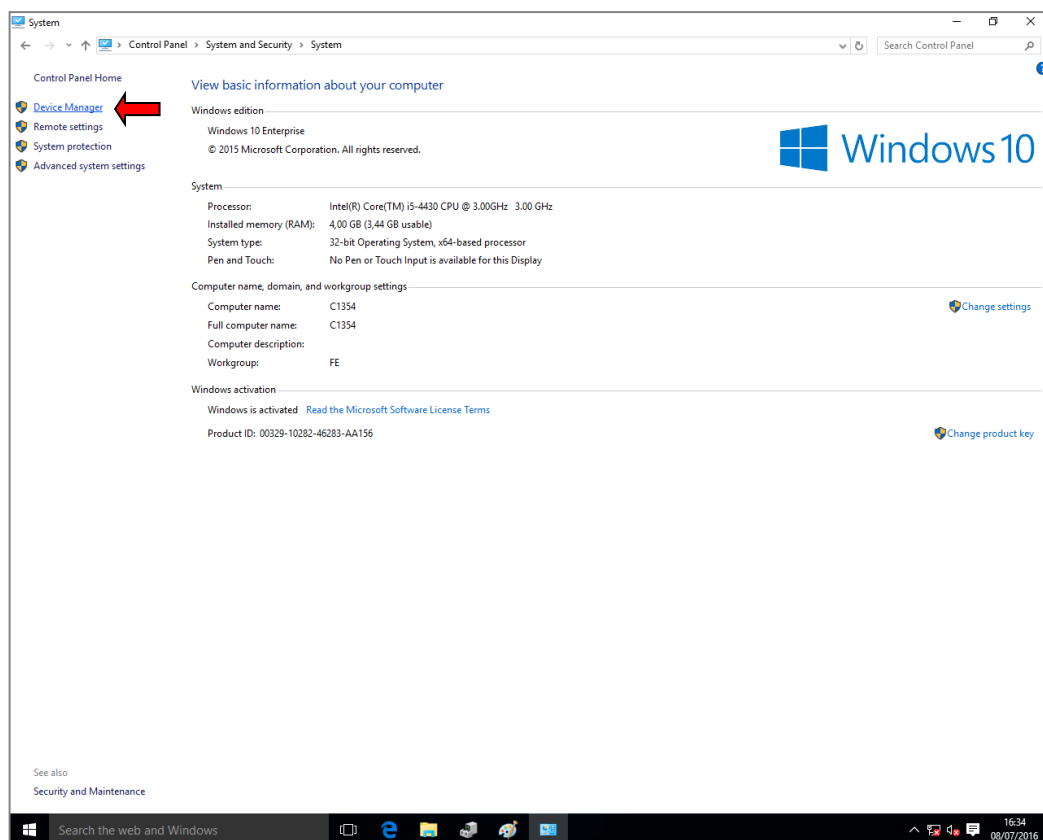 System
Control Panel > System and Security > System
Search Control Panel
Control Panel Home
Device Manager
Remote settings
System protection
Advanced system settings
View basic information about your computer
Windows edition
Windows 10 Enterprise
© 2015 Microsoft Corporation. All rights reserved.
Windows 10
System
Processor: Intel(R) Core(TM) i5-4430 CPU @ 3.00GHz 3.00 GHz
Installed memory (RAM): 4,00 GB (3,44 GB usable)
System type: 32-bit Operating System, x64-based processor
Pen and Touch: No Pen or Touch Input is available for this Display
Computer name, domain, and workgroup settings
Computer name: C1354
Change settings
Full computer name: C1354
Computer description:
Workgroup: FE
Windows activation
Windows is activated Read the Microsoft Software License Terms
Product ID: 00329-10282-46283-AA156
Change product key
See also
Security and Maintenance
Search the web and Windows
16:34
08/07/2016